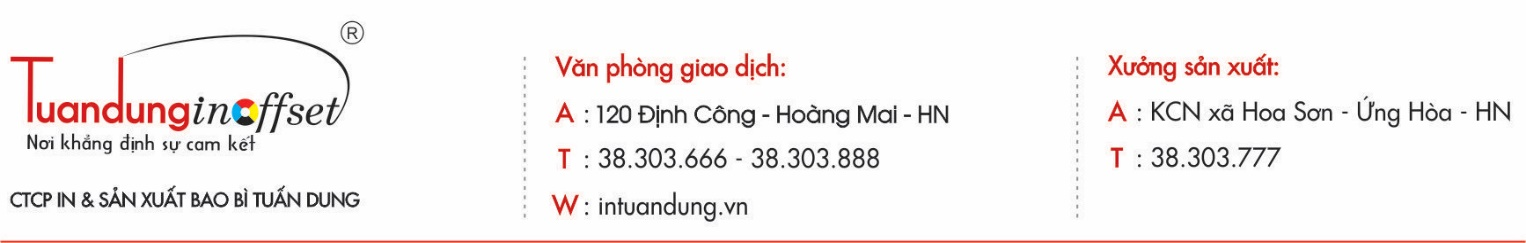 ®
Tuandunginoffset
Nơi khẳng định sự cam kết
CTCP IN & SẢN XUẤT BAO BÌ TUẤN DUNG
Văn phòng giao dịch:
A : 120 Định Công - Hoàng Mai - HN
T : 38.303.666 - 38.303.888
W : intuandung.vn
Xưởng sản xuất:
A : KCN xã Hoa Sơn - Ứng Hòa - HN
T : 38.303.777